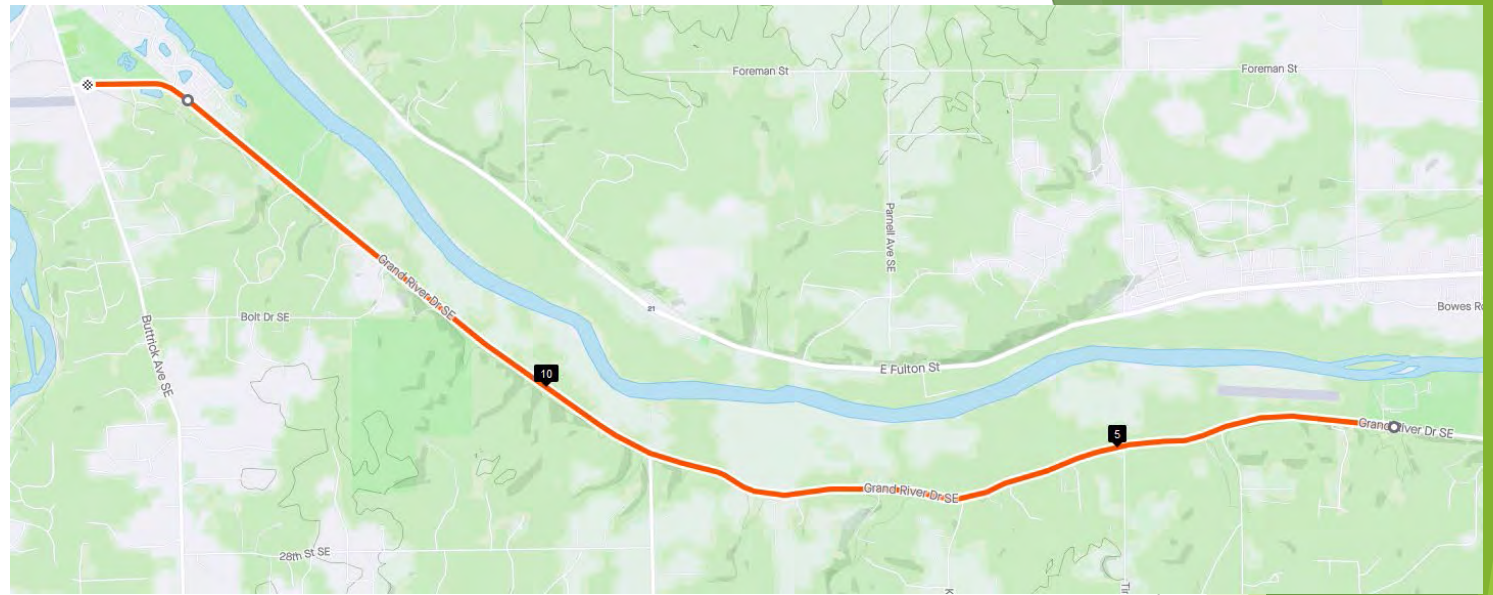 Foreman St
Foreman St
Parnell Ave SE
Grand River Dr SE
Bolt Dr SE
Buttrick Ave SE
21
Bowes
E Fulton St
10
5
Grand River Dr SE
Grand River Dr SE
28th St SE